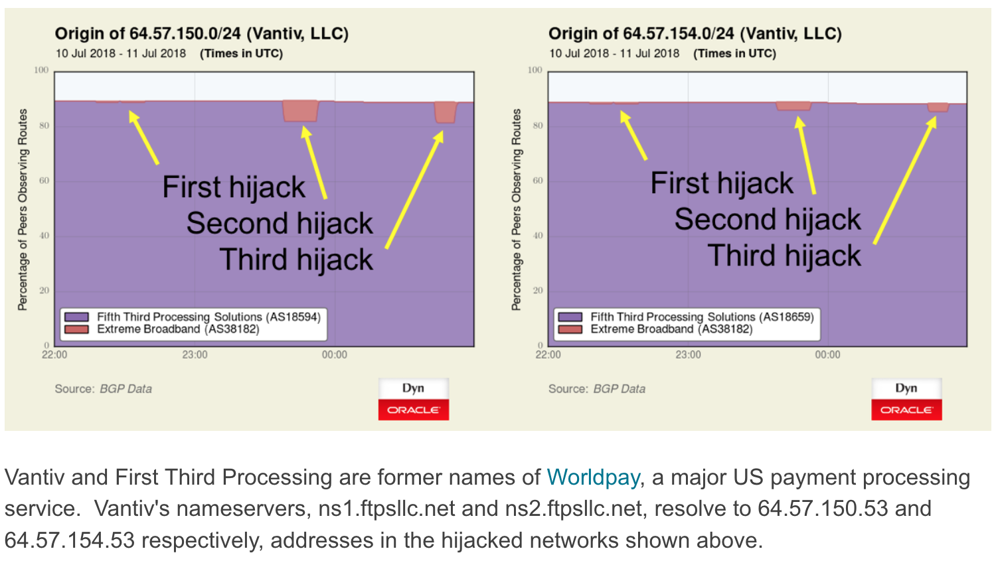 Origin of 64.57.150.0/24 (Vantiv, LLC)
10 Jul 2018 - 11 Jul 2018 (Times in UTC)
Percentage of Peers Observing Routes
100
80
60
40
20
0
First hijack
Second hijack
Third hijack
Fifth Third Processing Solutions (AS18594)
Extreme Broadband (AS38182)
22:00 23:00 00:00
Source: BGP Data
Dyn
ORACLE
Origin of 64.57.154.0/24 (Vantiv, LLC)
10 Jul 2018 - 11 Jul 2018 (Times in UTC)
Percentage of Peers Observing Routes
100
80
60
40
20
0
First hijack
Second hijack
Third hijack
Fifth Third Processing Solutions (AS18659)
Extreme Broadband (AS38182)
22:00 23:00 00:00
Source: BGP Data
Dyn
ORACLE
Vantiv and First Third Processing are former names of Worldpay, a major US payment processing
service. Vantiv's nameservers, ns1.ftpsllc.net and ns2.ftpsllc.net, resolve to 64.57.150.53 and
64.57.154.53 respectively, addresses in the hijacked networks shown above.